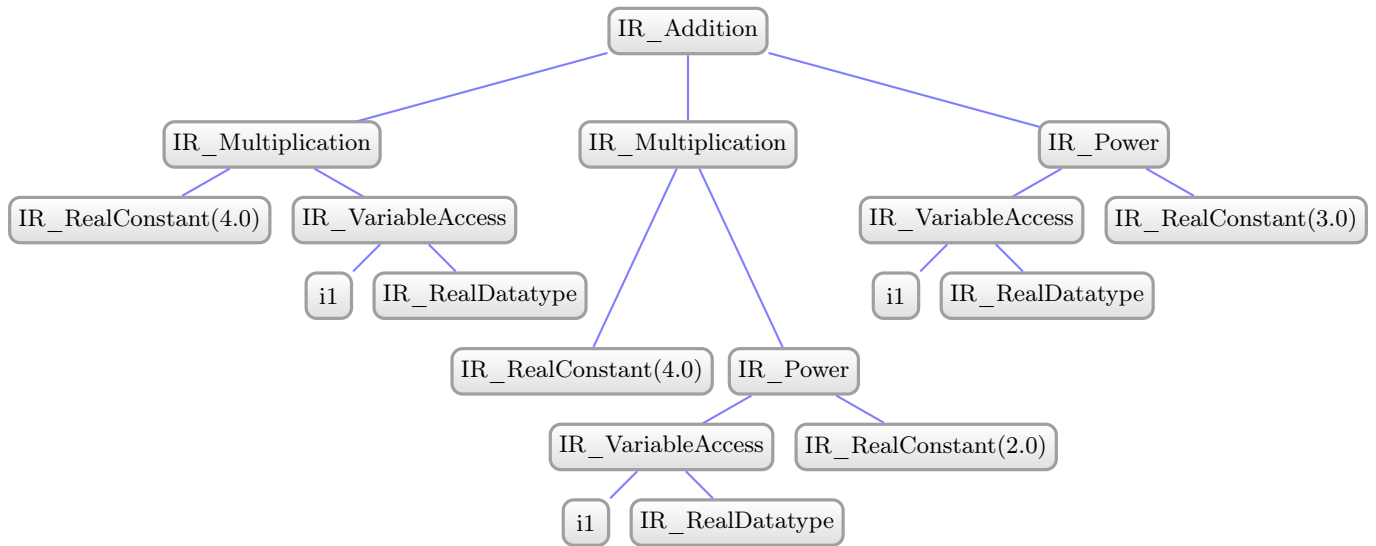 IR_Addition
IR_Multiplication
IR_Multiplication
IR_Power
IR_RealConstant(4.0)
IR_VariableAccess
IR_VariableAccess
IR_RealConstant(3.0)
i1
IR_RealDatatype
i1
IR_RealDatatype
IR_RealConstant(4.0)
IR_Power
IR_VariableAccess
IR_RealConstant(2.0)
i1
IR_RealDatatype